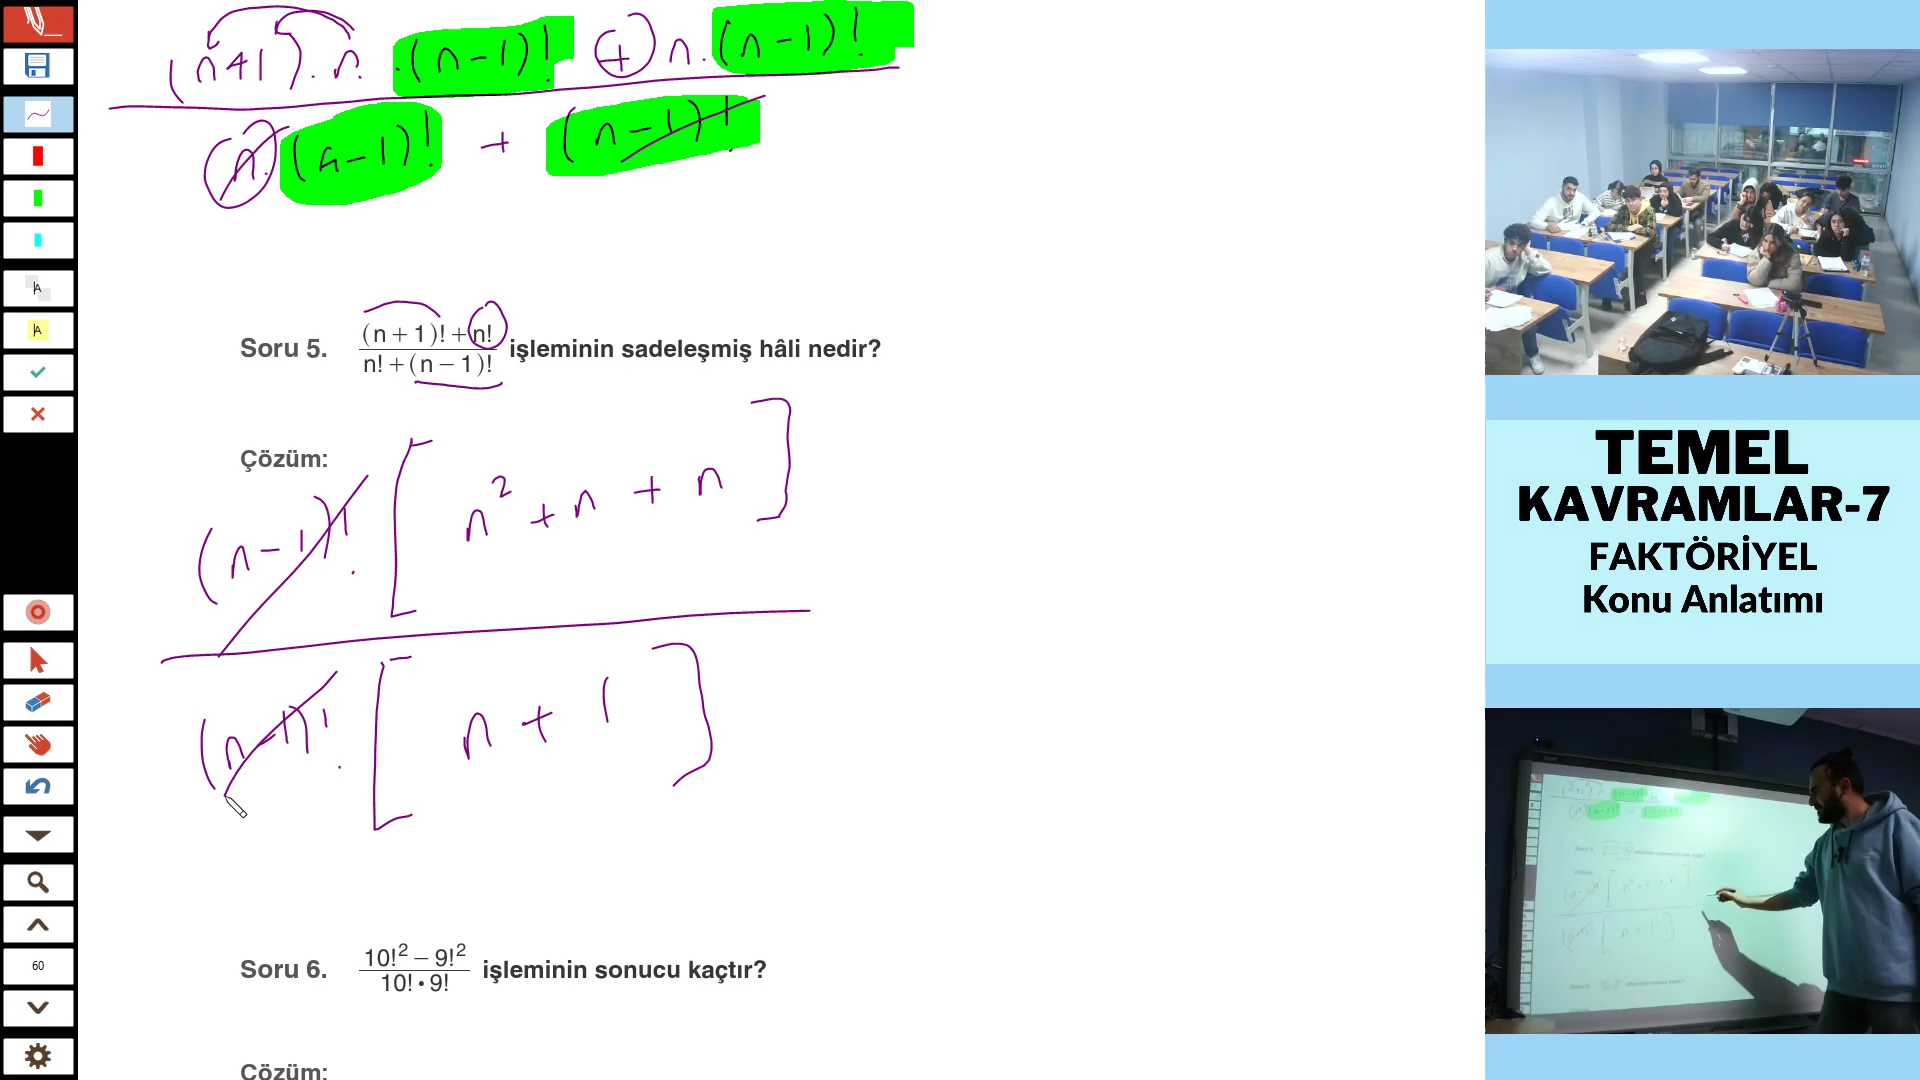 (n+1).n.(n-1)! + n.(n-1)!
n.(n-1)! + (n-1)!
Soru 5. (n+1)!+n! / n!+(n-1)! işleminin sadeleşmiş hâli nedir?
Çözüm:
(n-1)! [ n² + n + n ]
(n-1)! [ n + 1 ]
Soru 6. 10!² - 9!² / 10! • 9! işleminin sonucu kaçtır?
Çözüm:
60
TEMEL
KAVRAMLAR-7
FAKTÖRİYEL
Konu Anlatımı